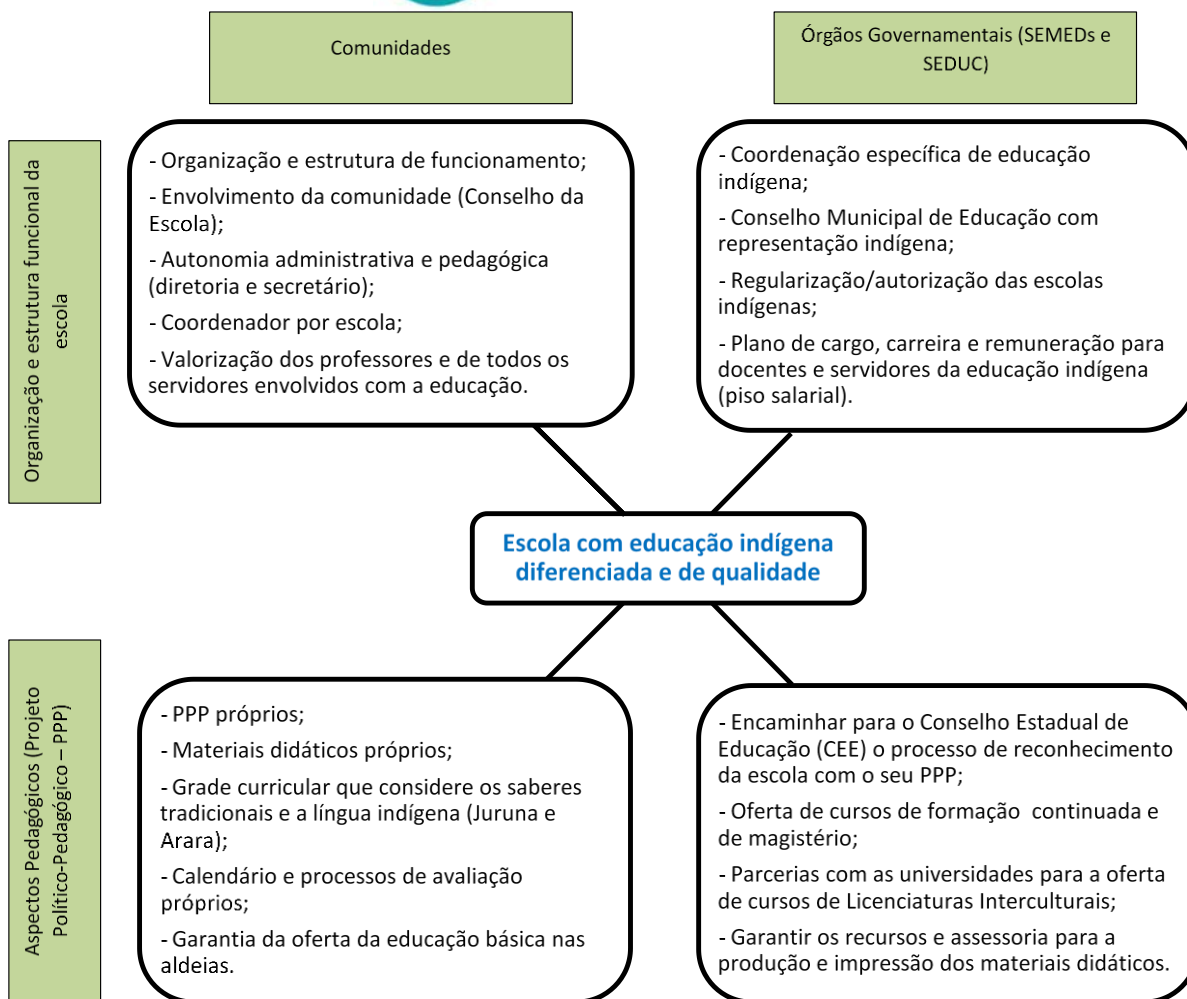 Comunidades
Órgãos Governamentais (SEMEDs e
SEDUC)
Organização e estrutura funcional da
escola
- Organização e estrutura de funcionamento;
- Envolvimento da comunidade (Conselho da
Escola);
- Autonomia administrativa e pedagógica
(diretoria e secretário);
- Coordenador por escola;
- Valorização dos professores e de todos os
servidores envolvidos com a educação.
- Coordenação específica de educação
indígena;
- Conselho Municipal de Educação com
representação indígena;
- Regularização/autorização das escolas
indígenas;
- Plano de cargo, carreira e remuneração para
docentes e servidores da educação indígena
(piso salarial).
Escola com educação indígena
diferenciada e de qualidade
Aspectos Pedagógicos (Projeto
Político-Pedagógico – PPP)
- PPP próprios;
- Materiais didáticos próprios;
- Grade curricular que considere os saberes
tradicionais e a língua indígena (Juruna e
Arara);
- Calendário e processos de avaliação
próprios;
- Garantia da oferta da educação básica nas
aldeias.
- Encaminhar para o Conselho Estadual de
Educação (CEE) o processo de reconhecimento
da escola com o seu PPP;
- Oferta de cursos de formação continuada e
de magistério;
- Parcerias com as universidades para a oferta
de cursos de Licenciaturas Interculturais;
- Garantir os recursos e assessoria para a
produção e impressão dos materiais didáticos.